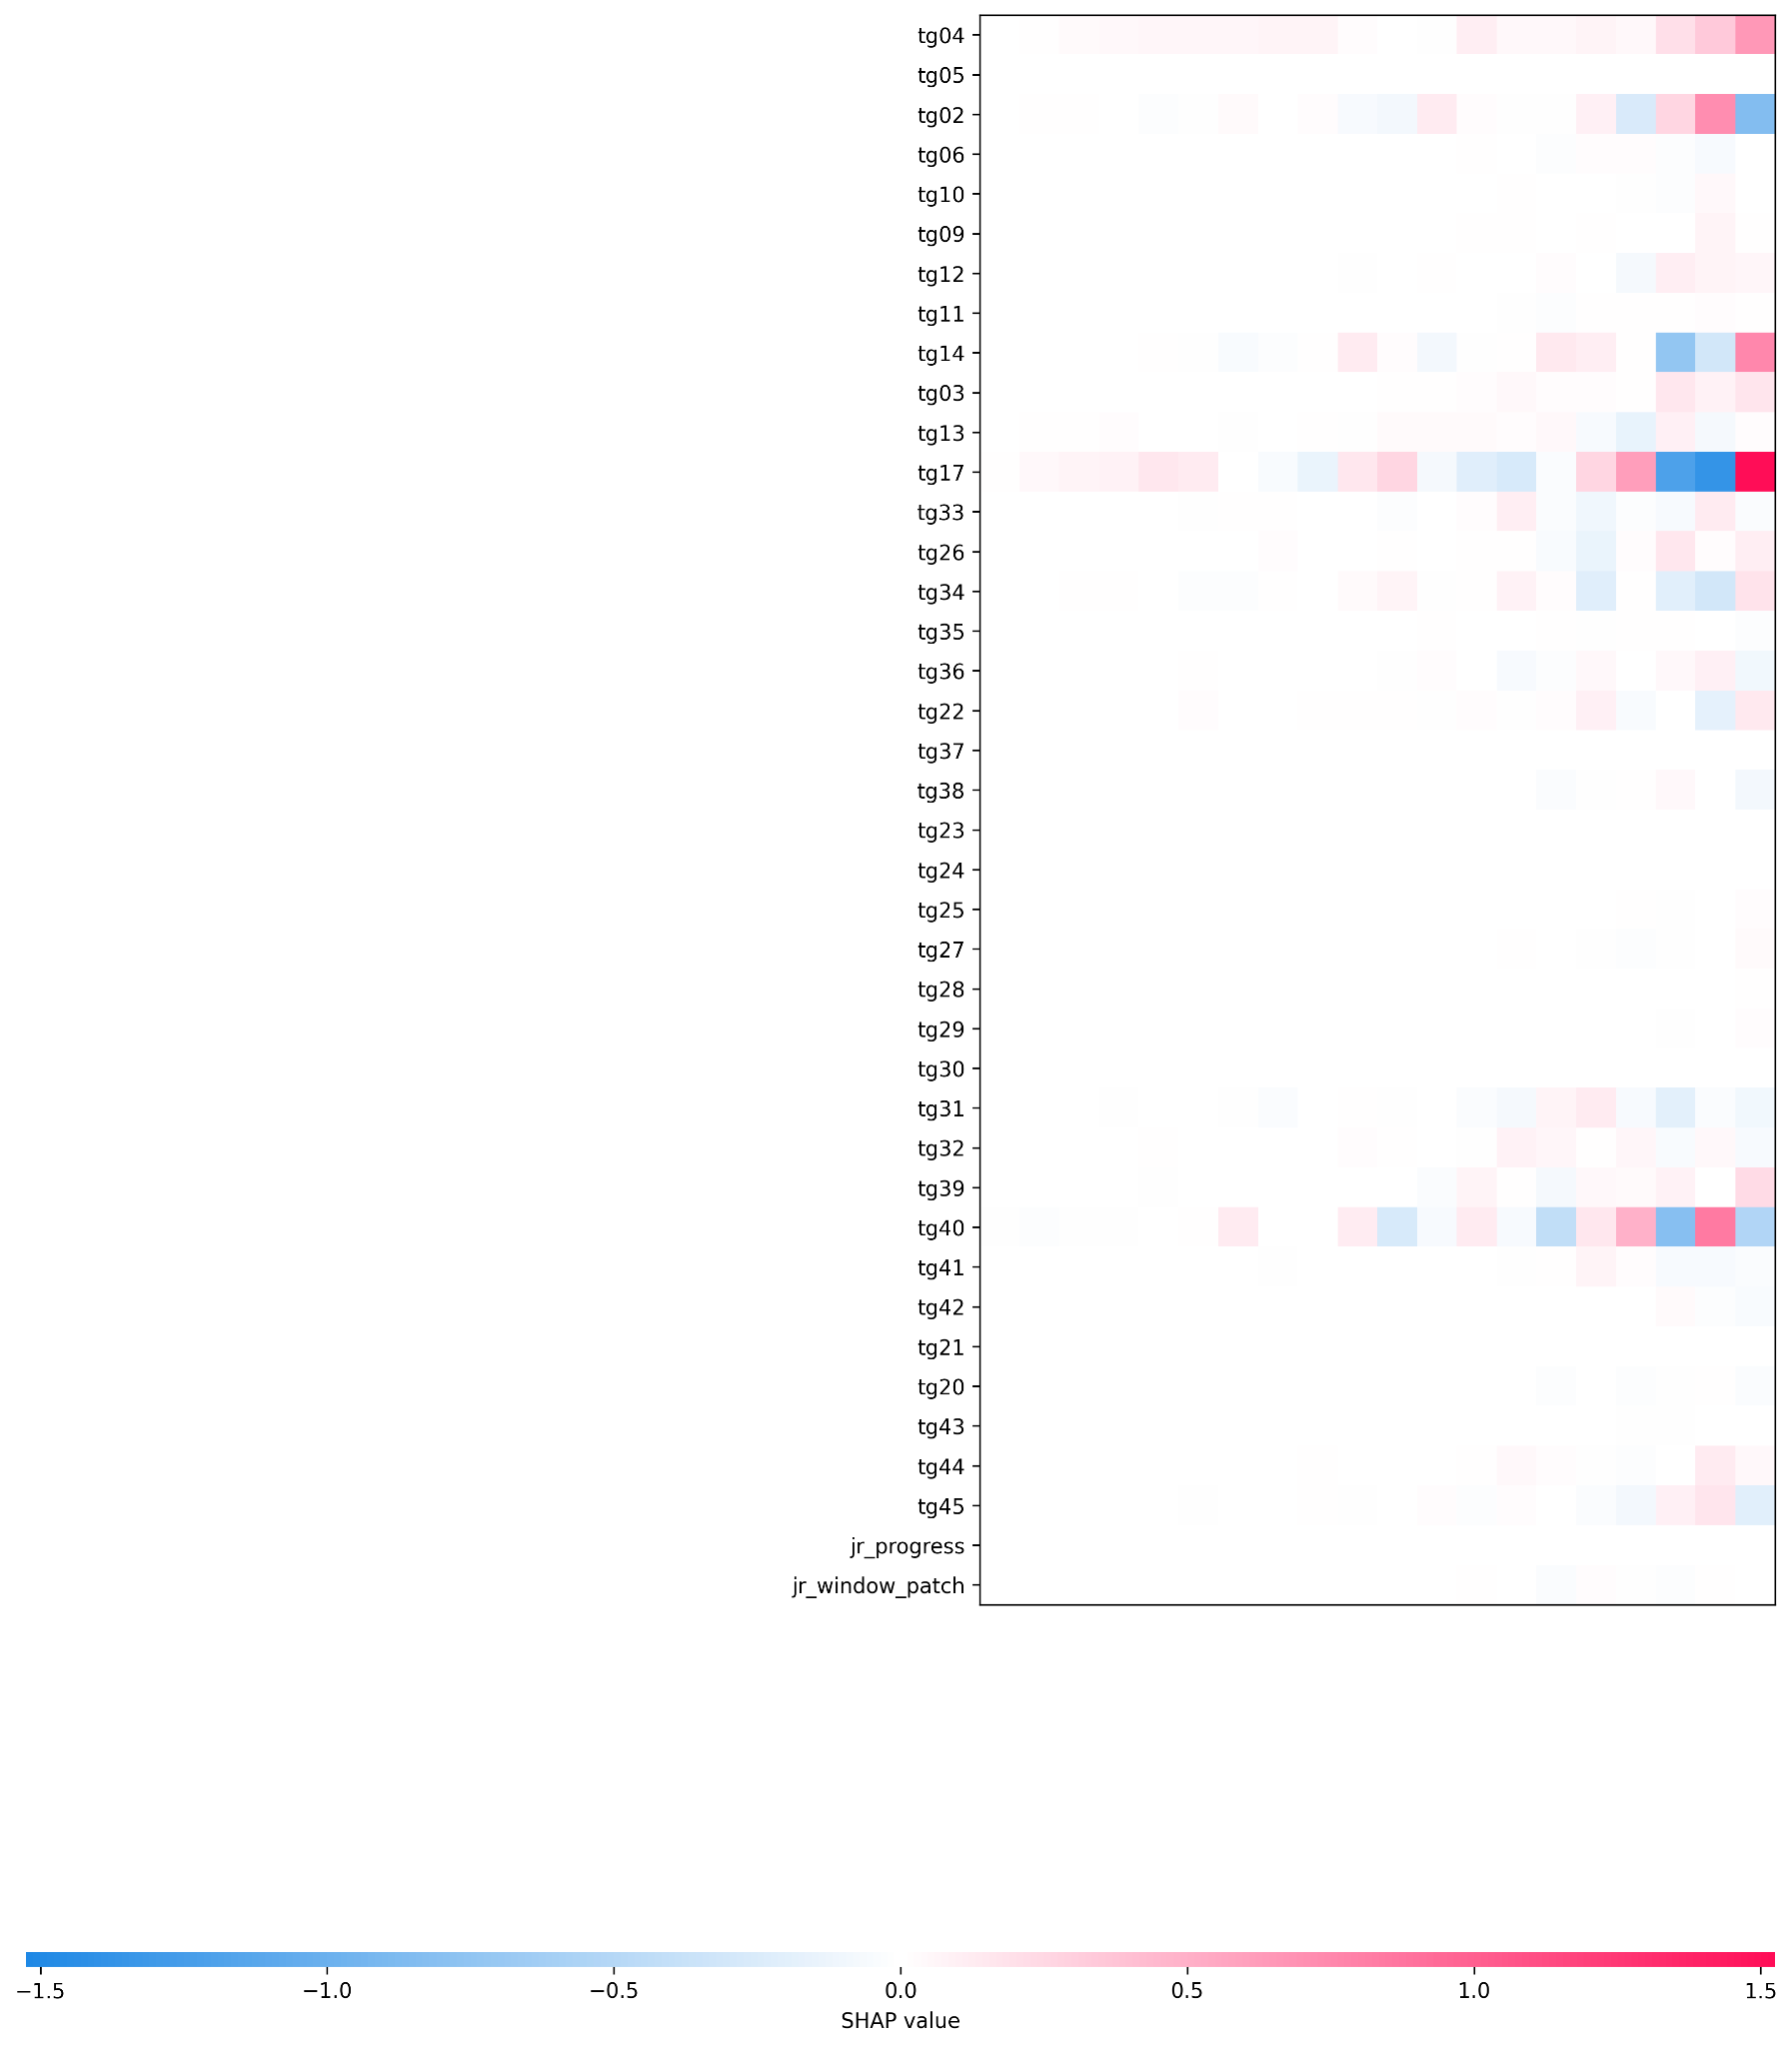 tg04
tg05
tg02
tg06
tg10
tg09
tg12
tg11
tg14
tg03
tg13
tg17
tg33
tg26
tg34
tg35
tg36
tg22
tg37
tg38
tg23
tg24
tg25
tg27
tg28
tg29
tg30
tg31
tg32
tg39
tg40
tg41
tg42
tg21
tg20
tg43
tg44
tg45
jr_progress
jr_window_patch
−1.5 −1.0 −0.5 0.0 0.5 1.0 1.5
SHAP value